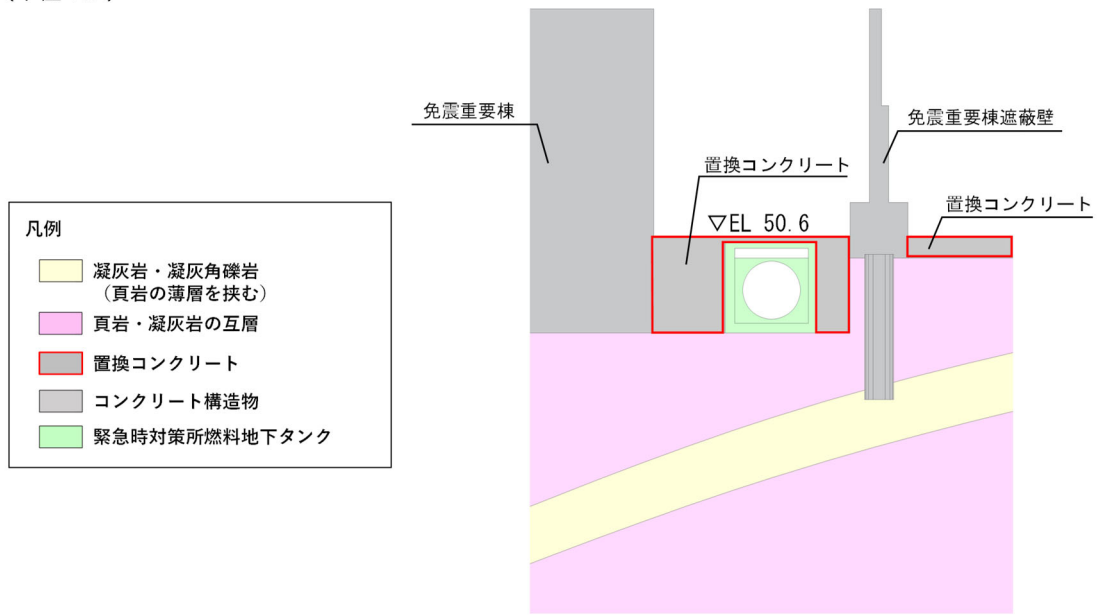 免震重要棟
免震重要棟遮蔽壁
置換コンクリート
置換コンクリート
▽EL 50.6
凡例
凝灰岩・凝灰角礫岩
（頁岩の薄層を挟む）
頁岩・凝灰岩の互層
置換コンクリート
コンクリート構造物
緊急時対策所燃料地下タンク